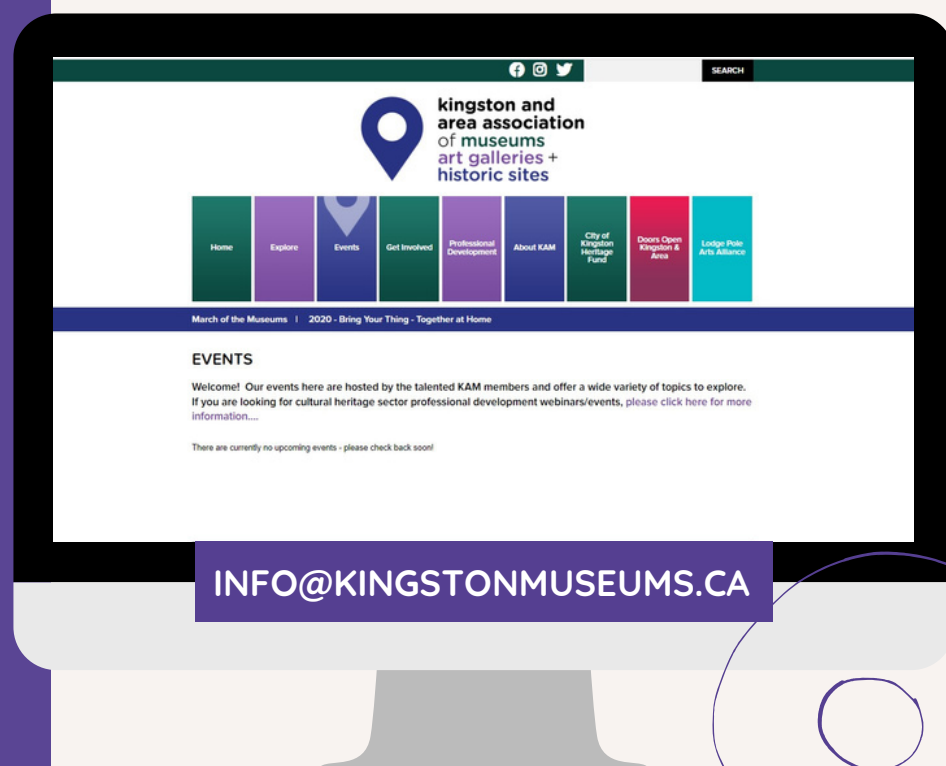 SEARCH
kingston and
area association
of museums
art galleries +
historic sites
Home
Explore
Events
Get Involved
Professional
Development
About KAM
City of
Kingston
Heritage
Fund
Doors Open
Kingston &
Area
Lodge Pole
Arts Alliance
March of the Museums | 2020 - Bring Your Thing - Together at Home
EVENTS
Welcome! Our events here are hosted by the talented KAM members and offer a wide variety of topics to explore.
If you are looking for cultural heritage sector professional development webinars/events, please click here for more
information....
There are currently no upcoming events - please check back soon!
INFO@KINGSTONMUSEUMS.CA